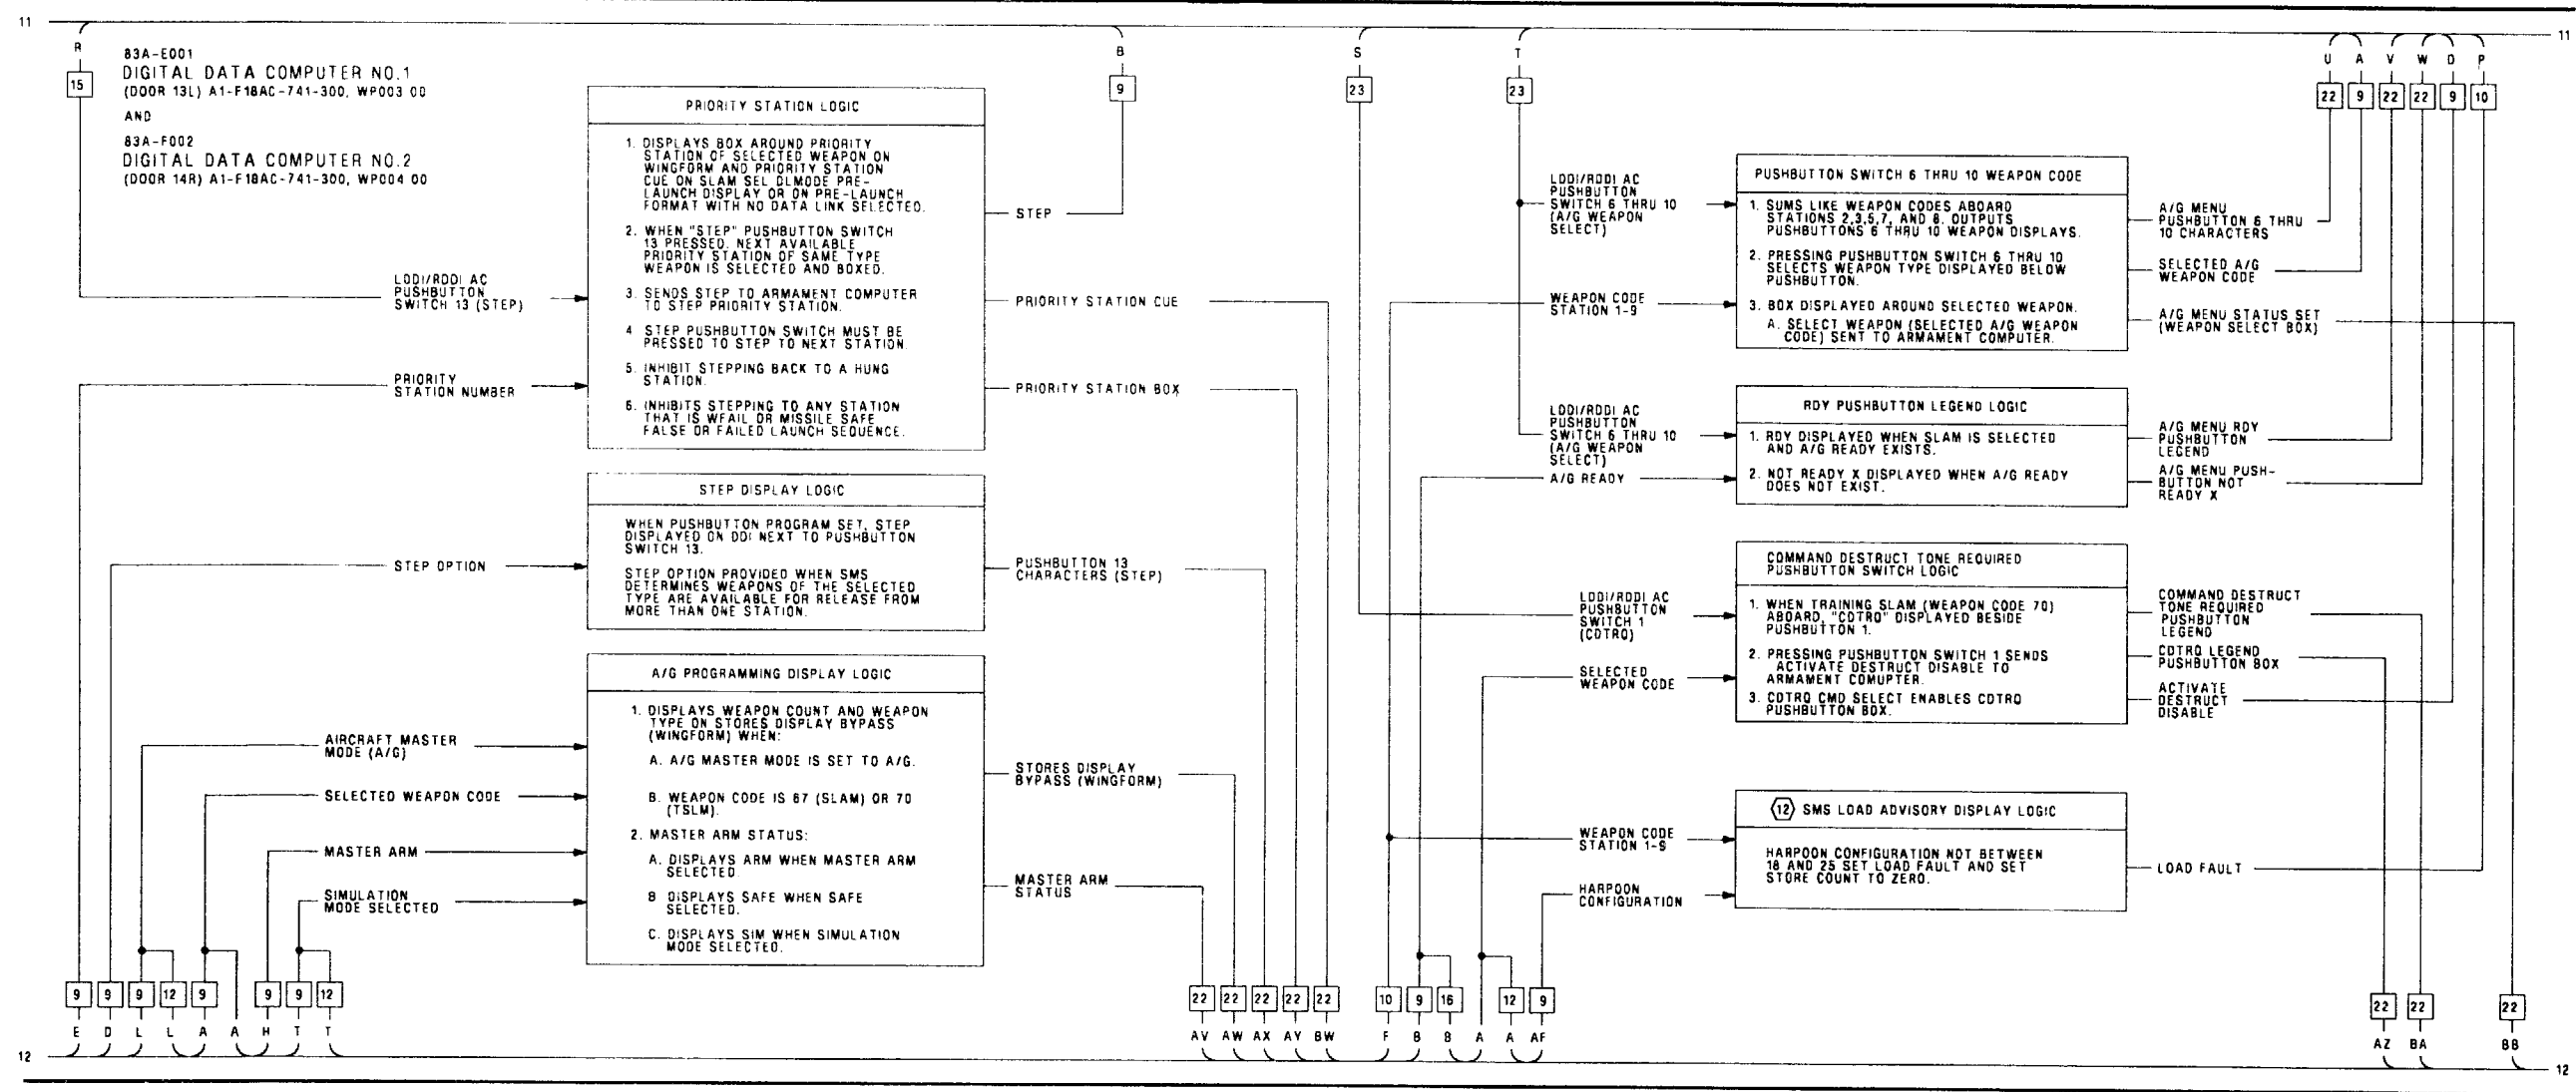 11
R
B
S
T
U A V W D P
11
15
9
23
23
22 9 22 22 9 10
83A-E001
DIGITAL DATA COMPUTER NO.1
(DOOR 13L) A1-F18AC-741-300, WP003 00
AND
83A-F002
DIGITAL DATA COMPUTER NO.2
(DOOR 14R) A1-F18AC-741-300, WP004 00
LDDI/RDDI AC
PUSHBUTTON
SWITCH 13 (STEP)
PRIORITY
STATION NUMBER
PRIORITY STATION LOGIC
1. DISPLAYS BOX AROUND PRIORITY
STATION OF SELECTED WEAPON ON
WINGFORM AND PRIORITY STATION
CUE ON SLAM SEL DLMODE PRE-
LAUNCH DISPLAY OR ON PRE-LAUNCH
FORMAT WITH NO DATA LINK SELECTED.
2. WHEN "STEP" PUSHBUTTON SWITCH
13 PRESSED. NEXT AVAILABLE
PRIORITY STATION OF SAME TYPE
WEAPON IS SELECTED AND BOXED.
3. SENDS STEP TO ARMAMENT COMPUTER
TO STEP PRIORITY STATION.
4 STEP PUSHBUTTON SWITCH MUST BE
PRESSED TO STEP TO NEXT STATION.
5. INHIBIT STEPPING BACK TO A HUNG
STATION.
6. INHIBITS STEPPING TO ANY STATION
THAT IS WFAIL OR MISSILE SAFE
FALSE OR FAILED LAUNCH SEQUENCE.
STEP
PRIORITY STATION CUE
PRIORITY STATION BOX
STEP OPTION
STEP DISPLAY LOGIC
WHEN PUSHBUTTON PROGRAM SET, STEP
DISPLAYED ON DDI NEXT TO PUSHBUTTON
SWITCH 13.
STEP OPTION PROVIDED WHEN SMS
DETERMINES WEAPONS OF THE SELECTED
TYPE ARE AVAILABLE FOR RELEASE FROM
MORE THAN ONE STATION.
PUSHBUTTON 13
CHARACTERS (STEP)
AIRCRAFT MASTER
MODE (A/G)
SELECTED WEAPON CODE
MASTER ARM
SIMULATION
MODE SELECTED
A/G PROGRAMMING DISPLAY LOGIC
1. DISPLAYS WEAPON COUNT AND WEAPON
TYPE ON STORES DISPLAY BYPASS
(WINGFORM) WHEN:
A. A/G MASTER MODE IS SET TO A/G.
B. WEAPON CODE IS 67 (SLAM) OR 70
(TSLM).
2. MASTER ARM STATUS:
A. DISPLAYS ARM WHEN MASTER ARM
SELECTED.
B DISPLAYS SAFE WHEN SAFE
SELECTED.
C. DISPLAYS SIM WHEN SIMULATION
MODE SELECTED.
STORES DISPLAY
BYPASS (WINGFORM)
MASTER ARM
STATUS
LDDI/RDDI AC
PUSHBUTTON
SWITCH 6 THRU 10
(A/G WEAPON
SELECT)
WEAPON CODE
STATION 1-9
PUSHBUTTON SWITCH 6 THRU 10 WEAPON CODE
1. SUMS LIKE WEAPON CODES ABOARD
STATIONS 2,3,5,7, AND 8. OUTPUTS
PUSHBUTTONS 6 THRU 10 WEAPON DISPLAYS.
2. PRESSING PUSHBUTTON SWITCH 6 THRU 10
SELECTS WEAPON TYPE DISPLAYED BELOW
PUSHBUTTON.
3. BOX DISPLAYED AROUND SELECTED WEAPON.
A. SELECT WEAPON (SELECTED A/G WEAPON
CODE) SENT TO ARMAMENT COMPUTER.
A/G MENU
PUSHBUTTON 6 THRU
10 CHARACTERS
SELECTED A/G
WEAPON CODE
A/G MENU STATUS SET
(WEAPON SELECT BOX)
LDDI/RDDI AC
PUSHBUTTON
SWITCH 6 THRU 10
(A/G WEAPON
SELECT)
A/G READY
RDY PUSHBUTTON LEGEND LOGIC
1. RDY DISPLAYED WHEN SLAM IS SELECTED
AND A/G READY EXISTS.
2. NOT READY X DISPLAYED WHEN A/G READY
DOES NOT EXIST.
A/G MENU RDY
PUSHBUTTON
LEGEND
A/G MENU PUSH-
BUTTON NOT
READY X
LDDI/RDDI AC
PUSHBUTTON
SWITCH 1
(CDTRQ)
SELECTED
WEAPON CODE
COMMAND DESTRUCT TONE REQUIRED
PUSHBUTTON SWITCH LOGIC
1. WHEN TRAINING SLAM (WEAPON CODE 70)
ABOARD, "CDTRQ" DISPLAYED BESIDE
PUSHBUTTON 1.
2. PRESSING PUSHBUTTON SWITCH 1 SENDS
ACTIVATE DESTRUCT DISABLE TO
ARMAMENT COMUPTER.
3. CDTRQ CMD SELECT ENABLES CDTRQ
PUSHBUTTON BOX.
COMMAND DESTRUCT
TONE REQUIRED
PUSHBUTTON
LEGEND
CDTRQ LEGEND
PUSHBUTTON BOX
ACTIVATE
DESTRUCT
DISABLE
WEAPON CODE
STATION 1-9
HARPOON
CONFIGURATION
12 SMS LOAD ADVISORY DISPLAY LOGIC
HARPOON CONFIGURATION NOT BETWEEN
18 AND 25 SET LOAD FAULT AND SET
STORE COUNT TO ZERO.
LOAD FAULT
9 9 9 12 9 9 9 12
22 22 22 22 22
10 9 16 12 9
22 22 22
E D L L A A H T T
AV AW AX AY BW
F B B A A AF
AZ BA BB
12
12